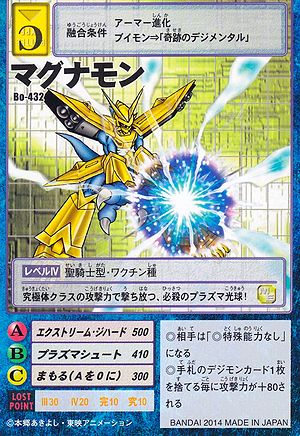 アーマー進化
融合条件
ブイモン⇒「奇跡のデジメンタル」
マグナモン
Bo-432
レベルⅣ 聖騎士型・ワクチン種
究極体クラスの攻撃力で撃ち放つ、必殺のプラズマ光球!
A エクストリーム・ジハード 500
B プラズマシュート 410
C まもる(Aを0に) 300
LOST POINT Ⅲ30 Ⅳ20 完10 究10
◎相手は「◎特殊能力なし」
になる
◎手札のデジモンカード1枚
を捨てる毎に攻撃力が+80さ
れる
©本郷あきよし・東映アニメーション
BANDAI 2014 MADE IN JAPAN